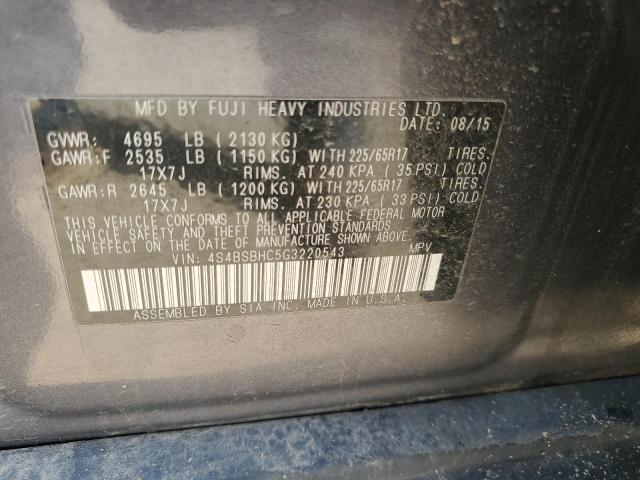 MFD BY FUJI HEAVY INDUSTRIES LTD.
DATE: 08/15
GVWR: 4695 LB (2130 KG)
GAWR:F 2535 LB (1150 KG) WITH 225/65R17 TIRES.
17X7J RIMS. AT 240 KPA (35 PSI) COLD
GAWR:R 2645 LB (1200 KG) WITH 225/65R17 TIRES.
17X7J RIMS. AT 230 KPA (33 PSI) COLD
THIS VEHICLE CONFORMS TO ALL APPLICABLE FEDERAL MOTOR
VEHICLE SAFETY AND THEFT PREVENTION STANDARDS
IN EFFECT ON THE DATE OF MANUFACTURE SHOWN ABOVE.
VIN: 4S4BSBHC5G3220543 MPV
ASSEMBLED BY SIA INC. MADE IN U.S.A.